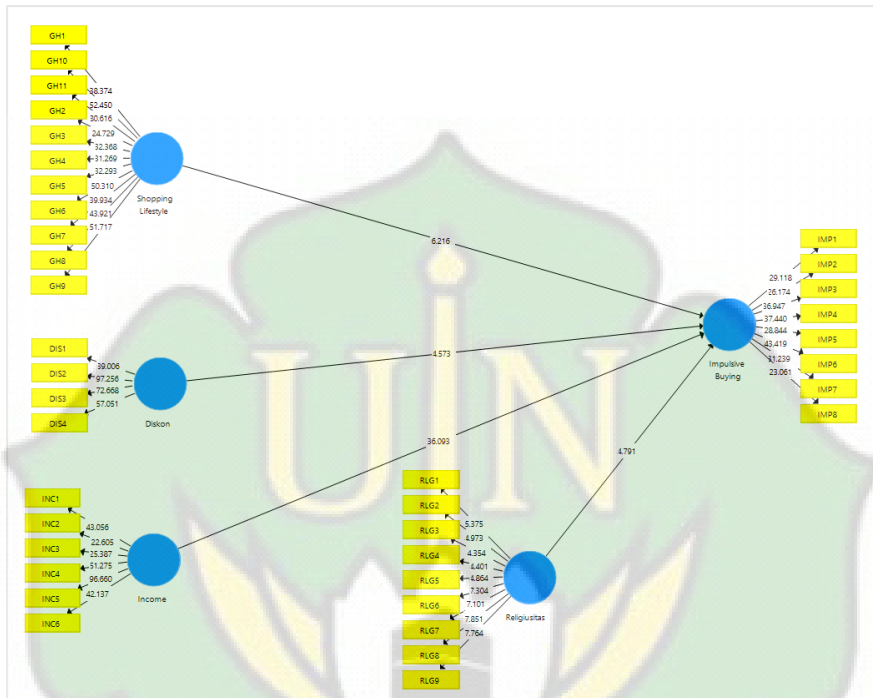 GH1
GH10
GH11
GH2
GH3
GH4
GH5
GH6
GH7
GH8
GH9
38.374
52.450
30.616
24.729
32.368
31.269
32.293
50.310
39.934
43.921
51.717
Shopping
Lifestyle
6.216
DIS1
DIS2
DIS3
DIS4
39.006
97.256
72.668
57.051
Diskon
4.573
INC1
INC2
INC3
INC4
INC5
INC6
43.056
22.605
25.387
51.275
96.660
42.137
Income
36.093
RLG1
RLG2
RLG3
RLG4
RLG5
RLG6
RLG7
RLG8
RLG9
5.375
4.973
4.354
4.401
4.864
7.304
7.101
7.851
7.764
Religiusitas
4.791
Impulsive
Buying
29.118
26.174
36.947
37.440
28.844
43.419
31.239
23.061
IMP1
IMP2
IMP3
IMP4
IMP5
IMP6
IMP7
IMP8
UIN